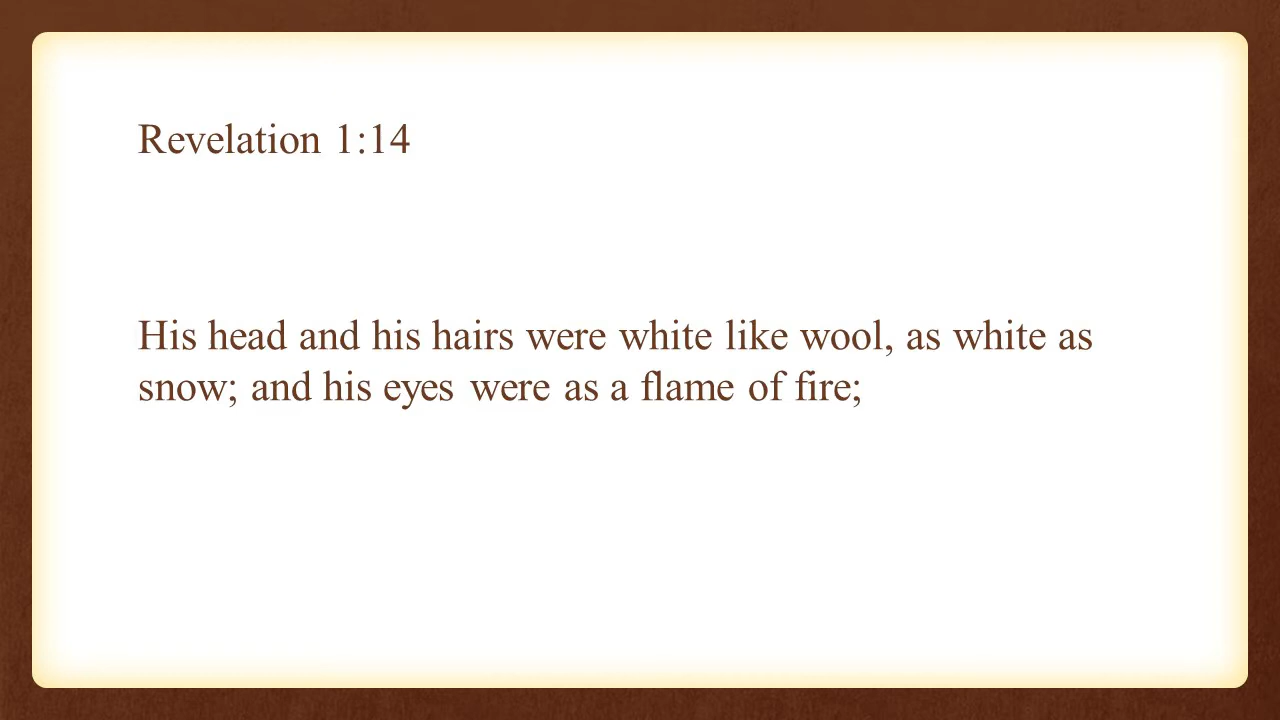 Revelation 1:14
His head and his hairs were white like wool, as white as
snow; and his eyes were as a flame of fire;